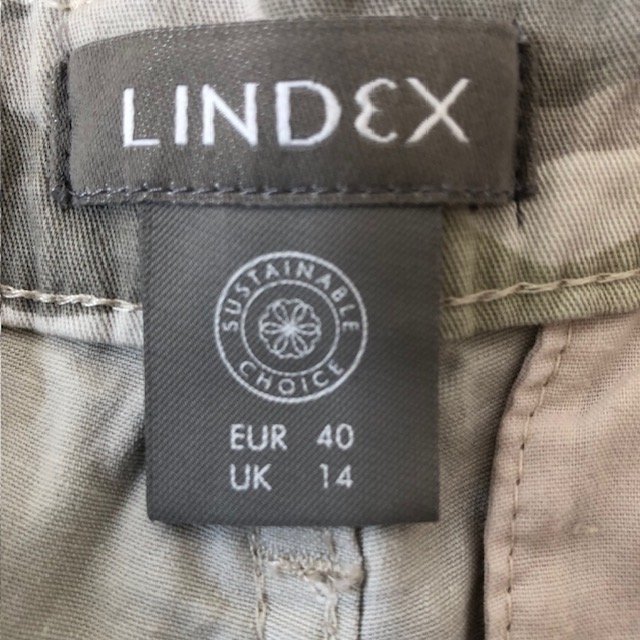 LINDEX
SUSTAINABLE
CHOICE
EUR 40
UK 14